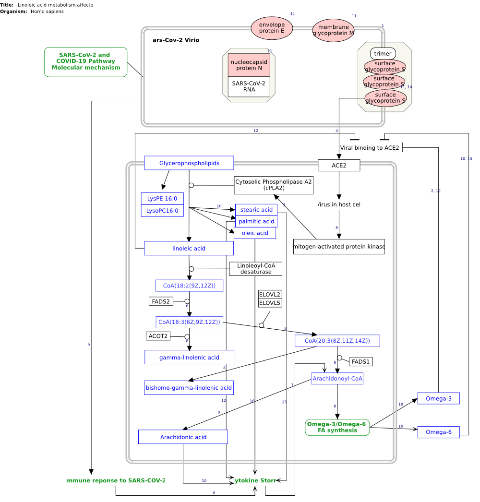 Title: Linoleic acid metabolism affecte
Organism: Homo sapiens
SARS-CoV-2 and
COVID-19 Pathway
Molecular mechanism
ars-Cov-2 Virio
envelope
protein E
membrane
glycoprotein M
nucleocapsid
protein N
SARS-CoV-2
RNA
trimer
surface
glycoprotein S
surface
glycoprotein S
surface
glycoprotein S
Viral binding to ACE2
ACE2
Glycerophospholipids
Cytosolic Phospholipase A2
(cPLA2)
LysPE 16:0
LysoPC16:0
stearic acid
palmitic acid
oleic acid
Virus in host cel
mitogen-activated protein kinase
linoleic acid
Linoleoyl-CoA
desaturase
CoA(18:2(9Z,12Z))
FADS2
ELOVL2
ELOVL5
CoA(18:3(6Z,9Z,12Z))
ACOT2
CoA(20:3(8Z,11Z,14Z))
gamma-linolenic acid
FADS1
Arachidonoyl-CoA
bishomo-gamma-linolenic acid
Omega-3
Omega-3/Omega-6
FA synthesis
Omega-6
Arachidonic acid
mmune reponse to SARS-COV-2
ytokine Storr